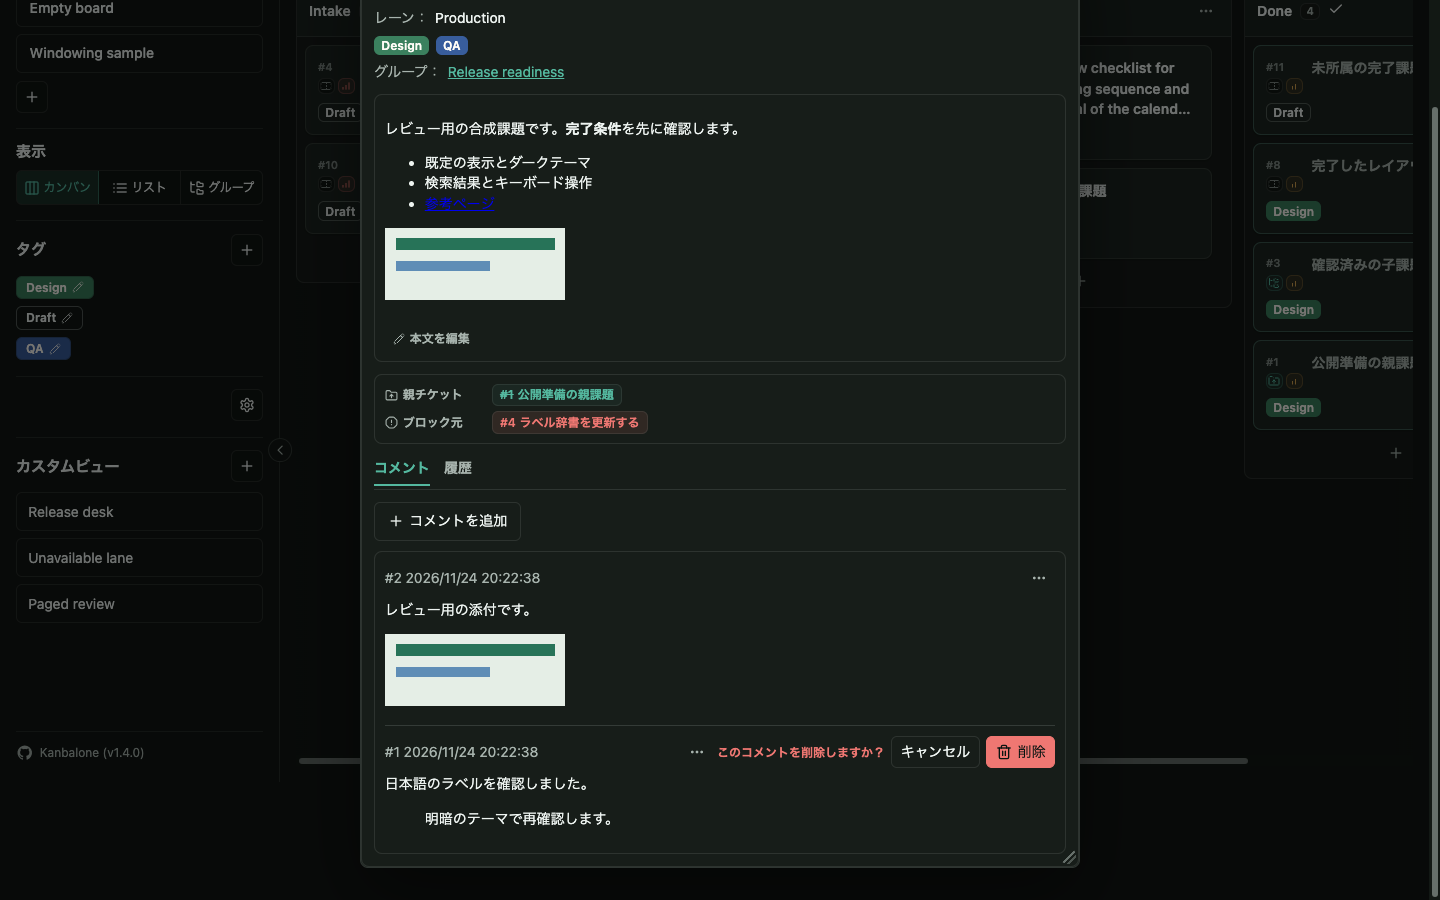 Empty board
Windowing sample
表示
カンバン
リスト
グループ
タグ
Design
Draft
QA
カスタムビュー
Release desk
Unavailable lane
Paged review
Kanbalone (v1.4.0)
Intake
#4
Draft
#10
Draft
レーン： Production
Design QA
グループ： Release readiness
レビュー用の合成課題です。完了条件を先に確認します。
既定の表示とダークテーマ
検索結果とキーボード操作
参考ページ
本文を編集
親チケット #1 公開準備の親課題
ブロック元 #4 ラベル辞書を更新する
コメント 履歴
コメントを追加
#2 2026/11/24 20:22:38
レビュー用の添付です。
#1 2026/11/24 20:22:38 このコメントを削除しますか？ キャンセル 削除
日本語のラベルを確認しました。
明暗のテーマで再確認します。
w checklist for
g sequence and
l of the calend...
課題
Done 4
#11 未所属の完了課
Draft
#8 完了したレイア
Design
#3 確認済みの子課
Design
#1 公開準備の親課
Design